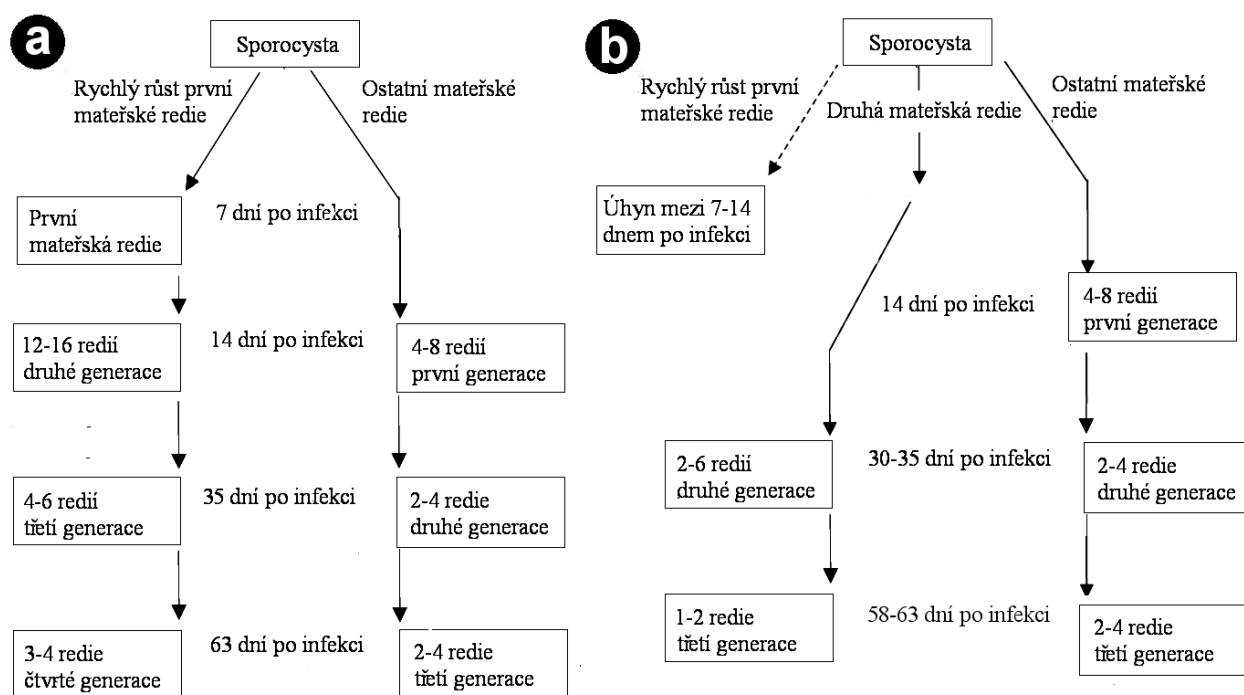 a
Sporocysta
Rychlý růst první
mateřské redie
Ostatní mateřské
redie
První
mateřská redie
7 dní po infekci
12-16 redií
druhé generace
14 dní po infekci
4-8 redií
první generace
4-6 redií
třetí generace
35 dní po infekci
2-4 redie
druhé generace
3-4 redie
čtvrté generace
63 dní po infekci
2-4 redie
třetí generace
b
Sporocysta
Rychlý růst první
mateřské redie
Druhá mateřská redie
Ostatní mateřské
redie
Úhyn mezi 7-14
dnem po infekci
14 dní po infekci
4-8 redií
první generace
2-6 redií
druhé generace
30-35 dní po infekci
2-4 redie
druhé generace
1-2 redie
třetí generace
58-63 dní po infekci
2-4 redie
třetí generace